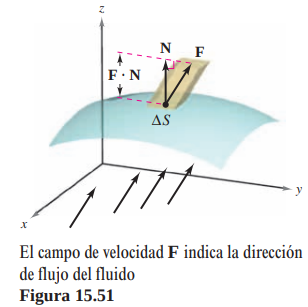 z
N
F
F · N
ΔS
y
x
El campo de velocidad F indica la dirección
de flujo del fluido
Figura 15.51